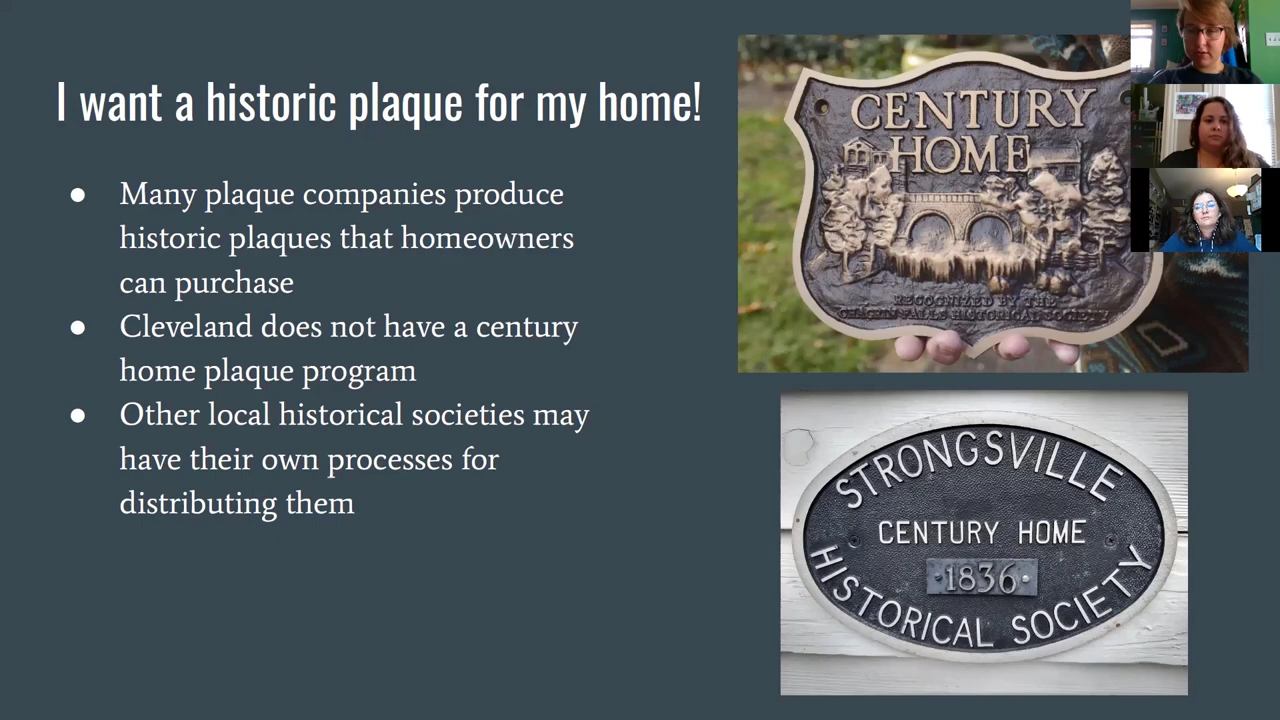 I want a historic plaque for my home!
● Many plaque companies produce
historic plaques that homeowners
can purchase
● Cleveland does not have a century
home plaque program
● Other local historical societies may
have their own processes for
distributing them
CENTURY
HOME
RECOGNIZED BY THE
CHAGRIN FALLS HISTORICAL SOCIETY
STRONGSVILLE
CENTURY HOME
1836
HISTORICAL SOCIETY